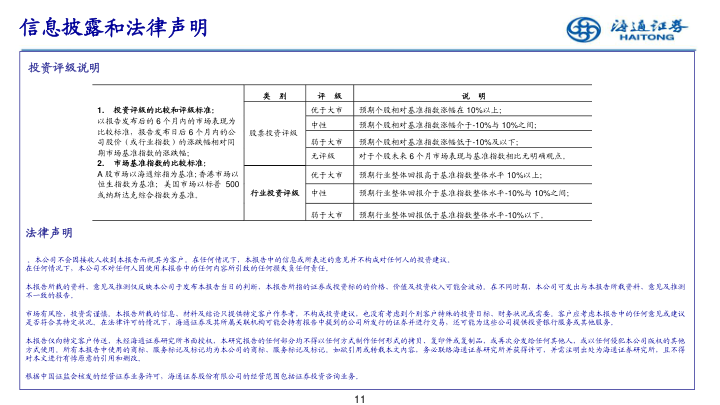 信息披露和法律声明
海通证券
HAITONG
投资评级说明
类 别
评 级
说 明
1. 投资评级的比较和评级标准:
以报告发布后的 6 个月内的市场表现为
比较标准，报告发布日后 6 个月内的公
司股价（或行业指数）的涨跌幅相对同
期市场基准指数的涨跌幅;
2. 市场基准指数的比较标准:
A 股市场以海通综指为基准;香港市场以
恒生指数为基准; 美国市场以标普 500
或纳斯达克综合指数为基准。
股票投资评级
优于大市 预期个股相对基准指数涨幅在 10%以上;
中性 预期个股相对基准指数涨幅介于-10%与 10%之间;
弱于大市 预期个股相对基准指数涨幅低于-10%及以下;
无评级 对于个股未来 6 个月市场表现与基准指数相比无明确观点。
行业投资评级
优于大市 预期行业整体回报高于基准指数整体水平 10%以上;
中性 预期行业整体回报介于基准指数整体水平-10%与 10%之间;
弱于大市 预期行业整体回报低于基准指数整体水平-10%以下。
法律声明
，本公司不会因接收人收到本报告而视其为客户。在任何情况下，本报告中的信息或所表达的意见并不构成对任何人的投资建议。
在任何情况下，本公司不对任何人因使用本报告中的任何内容所引致的任何损失负任何责任。
本报告所载的资料、意见及推测仅反映本公司于发布本报告当日的判断，本报告所指的证券或投资标的的价格、价值及投资收入可能会波动。在不同时期，本公司可发出与本报告所载资料、意见及推测
不一致的报告。
市场有风险，投资需谨慎。本报告所载的信息、材料及结论只提供特定客户作参考，不构成投资建议，也没有考虑到个别客户特殊的投资目标、财务状况或需要。客户应考虑本报告中的任何意见或建议
是否符合其特定状况。在法律许可的情况下，海通证券及其所属关联机构可能会持有报告中提到的公司所发行的证券并进行交易，还可能为这些公司提供投资银行服务或其他服务。
本报告仅向特定客户传送，未经海通证券研究所书面授权，本研究报告的任何部分均不得以任何方式制作任何形式的拷贝、复印件或复制品，或再次分发给任何其他人，或以任何侵犯本公司版权的其他
方式使用。所有本报告中使用的商标、服务标记及标记均为本公司的商标、服务标记及标记。如欲引用或转载本文内容，务必联络海通证券研究所并获得许可，并需注明出处为海通证券研究所，且不得
对本文进行有悖原意的引用和删改。
根据中国证监会核发的经营证券业务许可，海通证券股份有限公司的经营范围包括证券投资咨询业务。
11